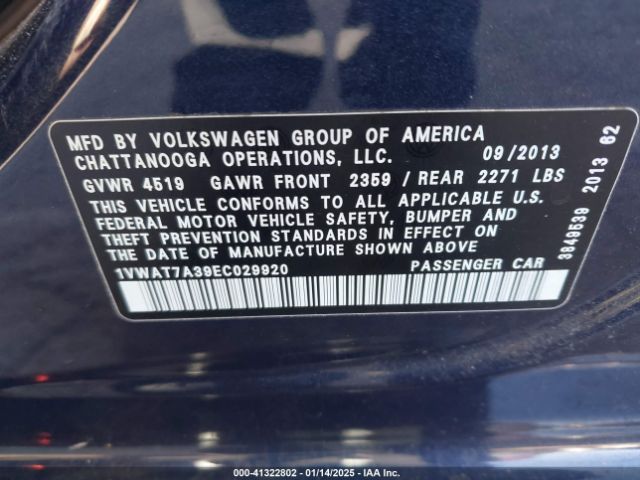 MFD BY VOLKSWAGEN GROUP OF AMERICA
CHATTANOOGA OPERATIONS, LLC. 09/2013
GVWR 4519 GAWR FRONT 2359 / REAR 2271 LBS
THIS VEHICLE CONFORMS TO ALL APPLICABLE U.S.
FEDERAL MOTOR VEHICLE SAFETY, BUMPER AND
THEFT PREVENTION STANDARDS IN EFFECT ON
THE DATE OF MANUFACTURE SHOWN ABOVE
1VWAT7A39EC029920 PASSENGER CAR
3849539 2013 62
000-41322802 - 01/14/2025 - IAA Inc.